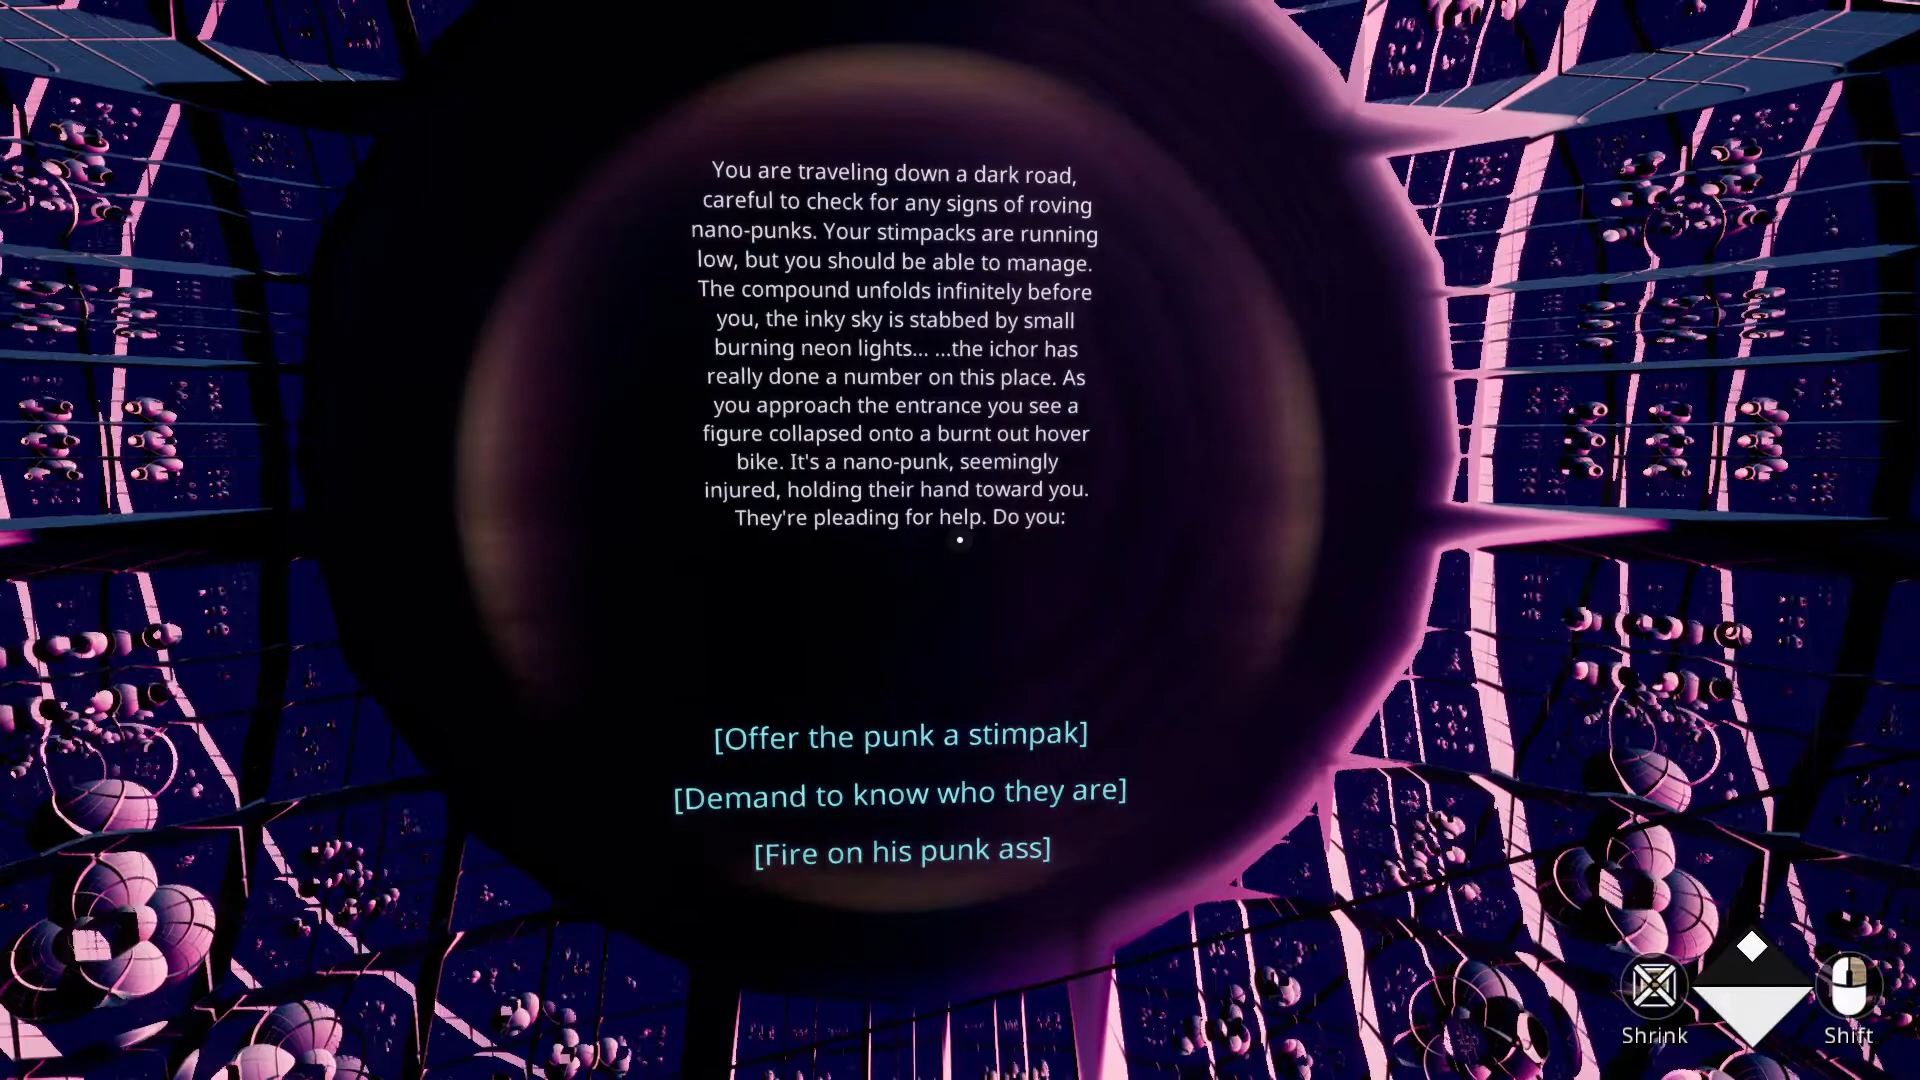 You are traveling down a dark road,
careful to check for any signs of roving
nano-punks. Your stimpacks are running
low, but you should be able to manage.
The compound unfolds infinitely before
you, the inky sky is stabbed by small
burning neon lights... ...the ichor has
really done a number on this place. As
you approach the entrance you see a
figure collapsed onto a burnt out hover
bike. It's a nano-punk, seemingly
injured, holding their hand toward you.
They're pleading for help. Do you:
[Offer the punk a stimpak]
[Demand to know who they are]
[Fire on his punk ass]
Shrink
Shift